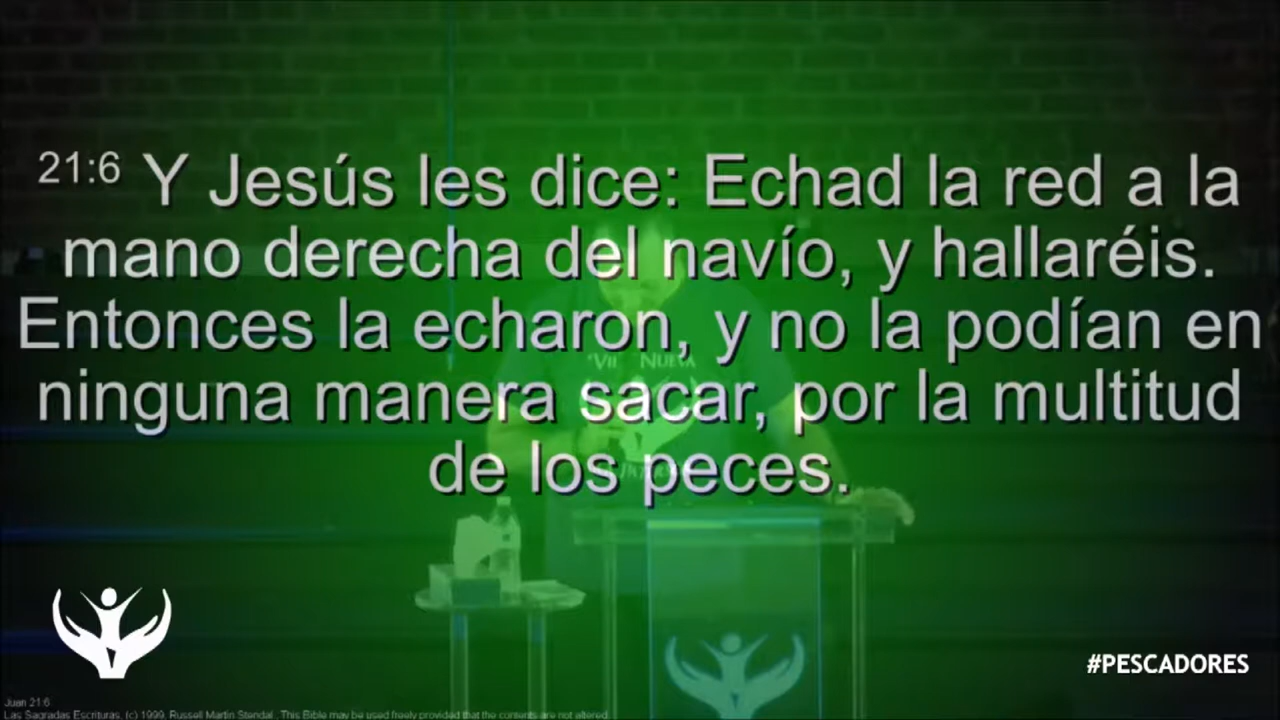 21:6 Y Jesús les dice: Echad la red a la
mano derecha del navío, y hallaréis.
Entonces la echaron, y no la podían en
ninguna manera sacar, por la multitud
de los peces.
NUEVA
#PESCADORES
Juan 21:6
Las Sagradas Escrituras, (c) 1999, Russell Martin Stendal , This Bible may be used freely provided that the contents are not altered.